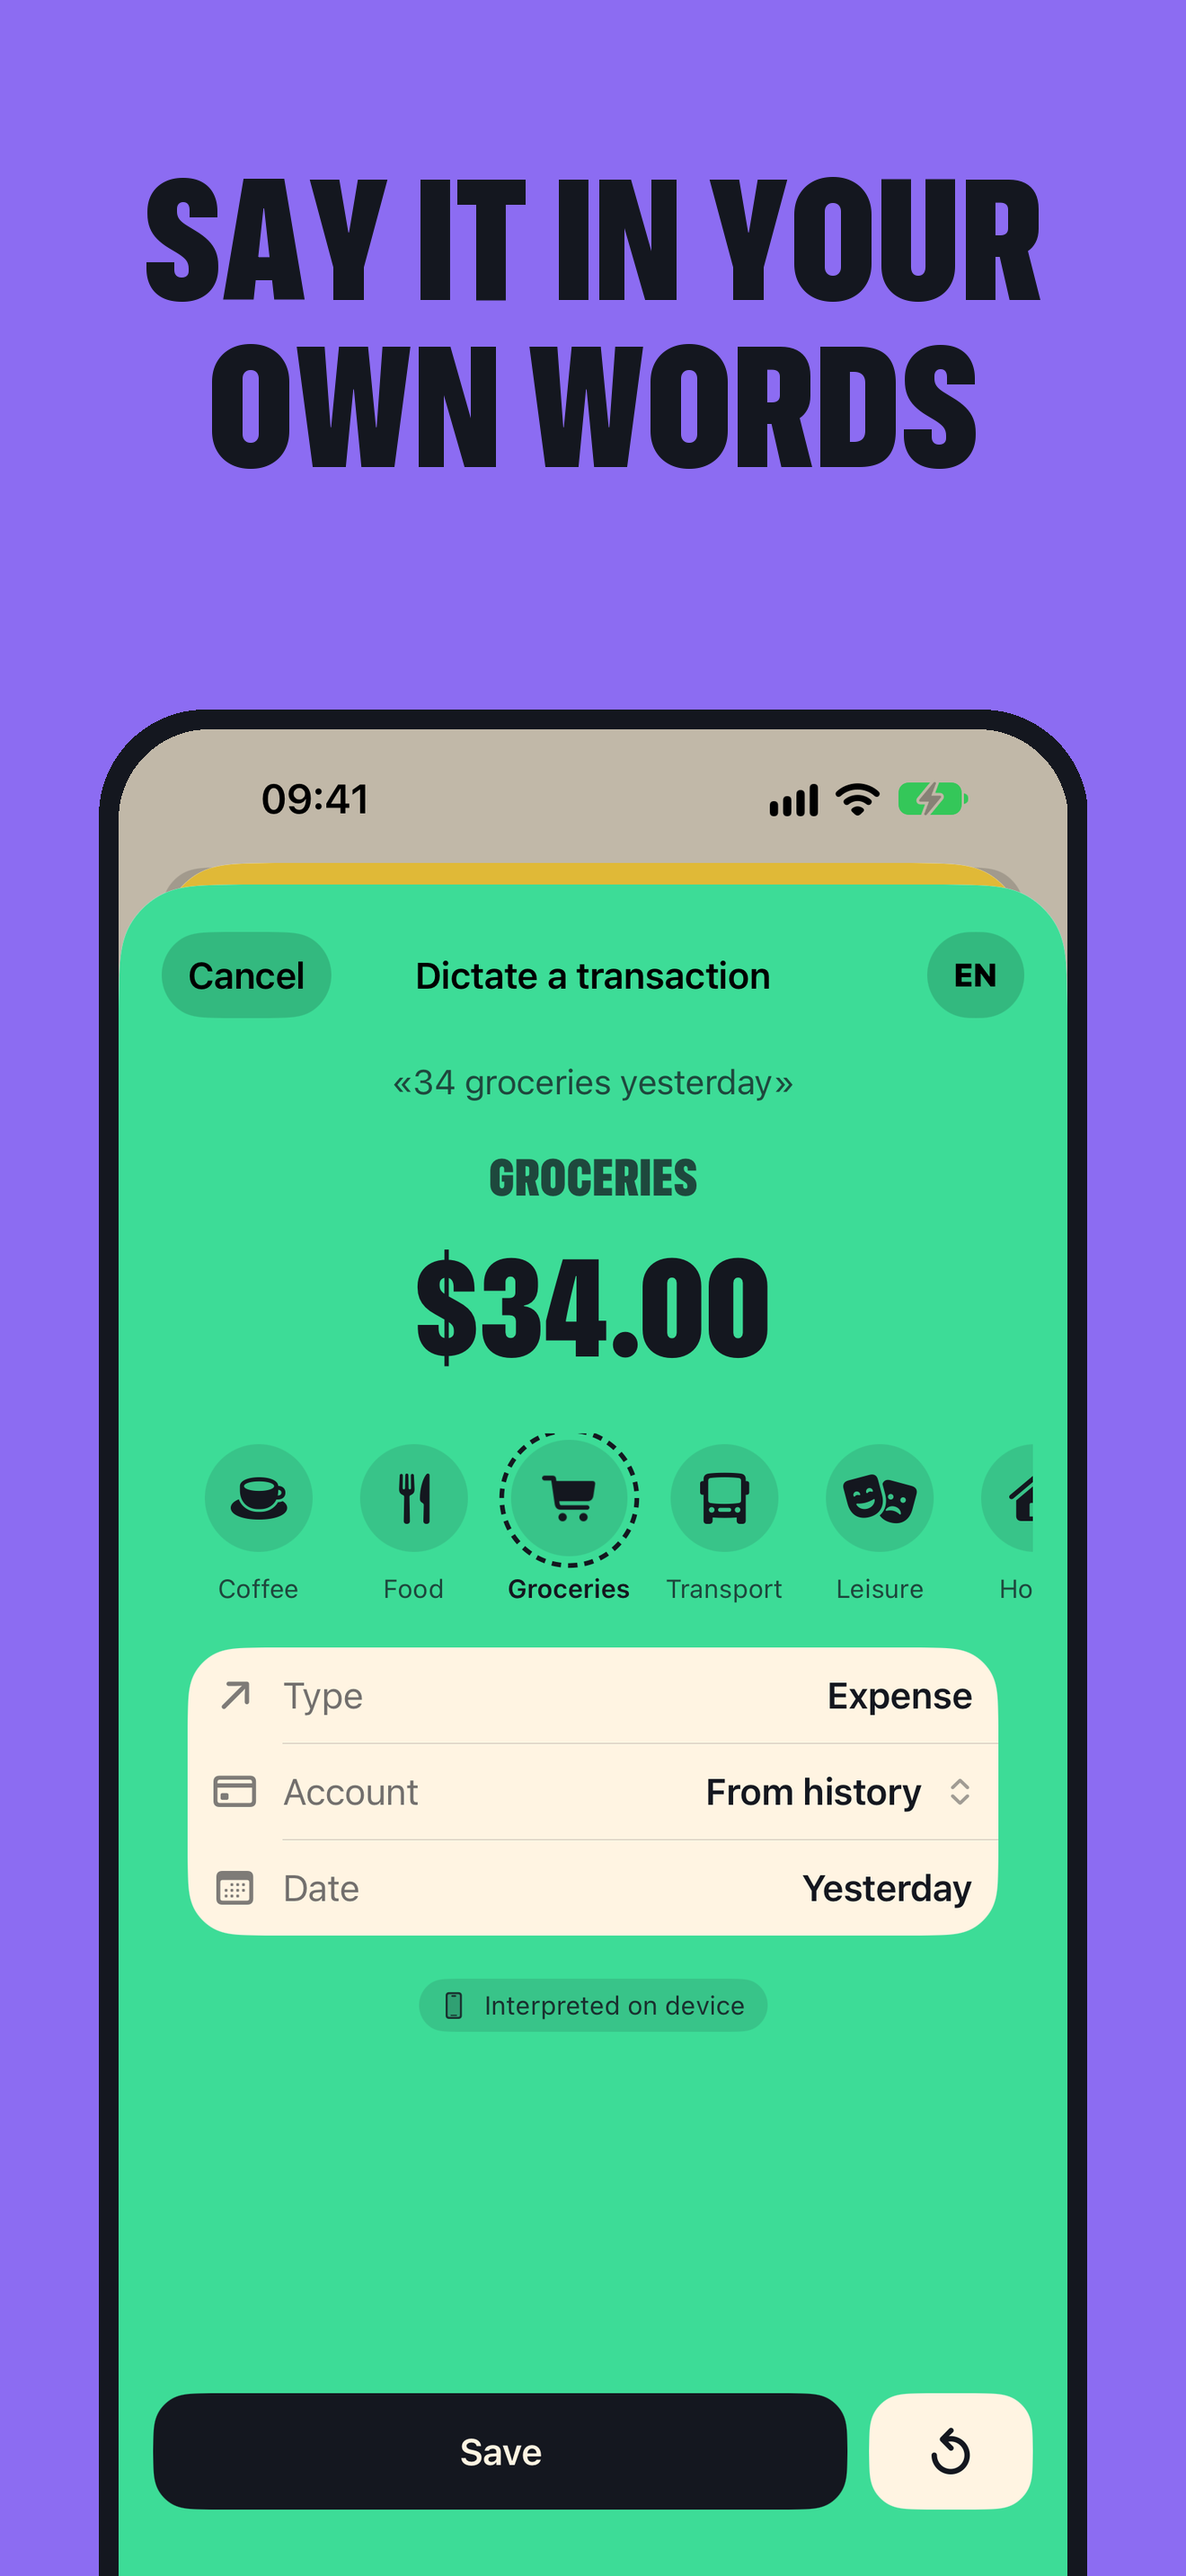 SAY IT IN YOUR
OWN WORDS
09:41
Cancel
Dictate a transaction
EN
«34 groceries yesterday»
GROCERIES
$34.00
Coffee
Food
Groceries
Transport
Leisure
Ho
Type
Expense
Account
From history
Date
Yesterday
Interpreted on device
Save